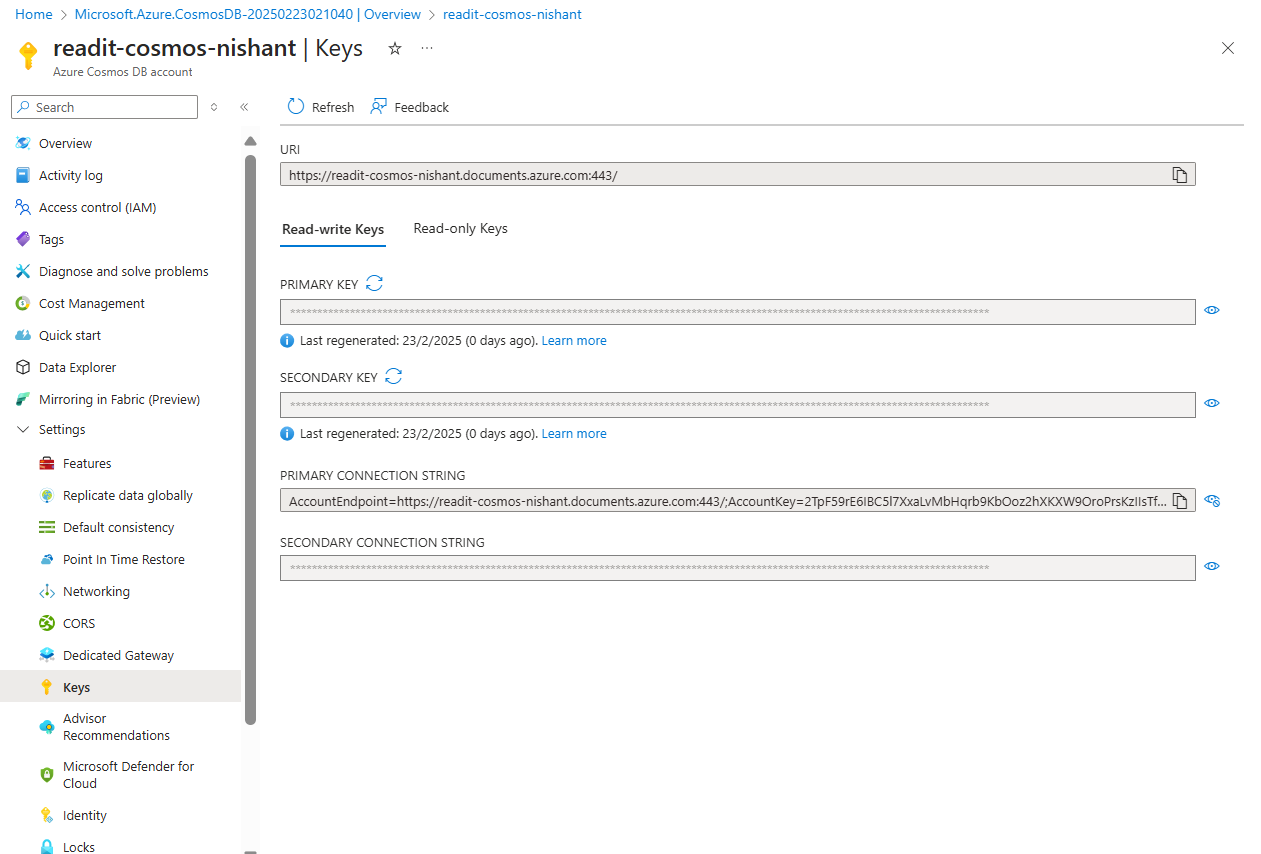 Home > Microsoft.Azure.CosmosDB-20250223021040 | Overview > readit-cosmos-nishant
readit-cosmos-nishant | Keys
Azure Cosmos DB account
Search
Overview
Activity log
Access control (IAM)
Tags
Diagnose and solve problems
Cost Management
Quick start
Data Explorer
Mirroring in Fabric (Preview)
Settings
Features
Replicate data globally
Default consistency
Point In Time Restore
Networking
CORS
Dedicated Gateway
Keys
Advisor
Recommendations
Microsoft Defender for
Cloud
Identity
Locks
Refresh Feedback
URI
https://readit-cosmos-nishant.documents.azure.com:443/
Read-write Keys Read-only Keys
PRIMARY KEY
Last regenerated: 23/2/2025 (0 days ago). Learn more
SECONDARY KEY
Last regenerated: 23/2/2025 (0 days ago). Learn more
PRIMARY CONNECTION STRING
AccountEndpoint=https://readit-cosmos-nishant.documents.azure.com:443/;AccountKey=2TpF59rE6IBC5l7XxaLvMbHqrb9KbOoz2hXKXW9OroPrsKzIIsTf...
SECONDARY CONNECTION STRING